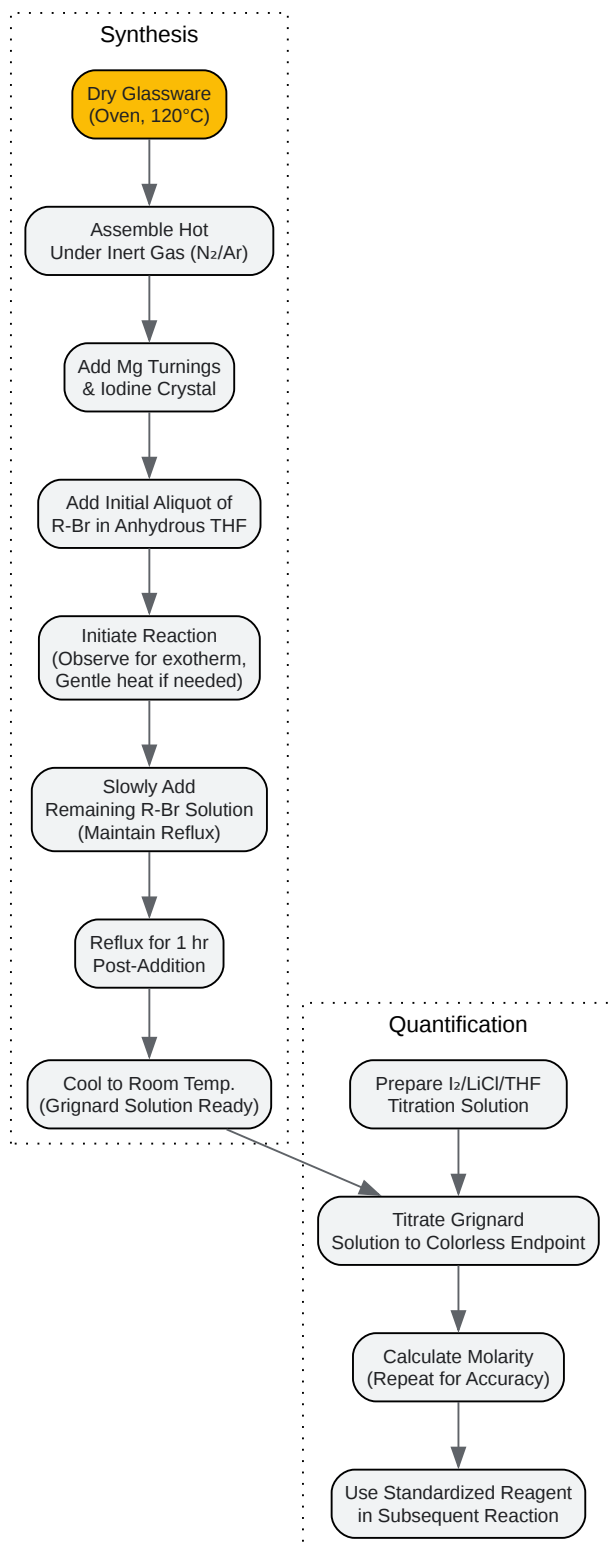 Synthesis
Dry Glassware
(Oven, 120°C)
Assemble Hot
Under Inert Gas (N₂/Ar)
Add Mg Turnings
& Iodine Crystal
Add Initial Aliquot of
R-Br in Anhydrous THF
Initiate Reaction
(Observe for exotherm,
Gentle heat if needed)
Slowly Add
Remaining R-Br Solution
(Maintain Reflux)
Reflux for 1 hr
Post-Addition
Cool to Room Temp.
(Grignard Solution Ready)
Quantification
Prepare I₂/LiCl/THF
Titration Solution
Titrate Grignard
Solution to Colorless Endpoint
Calculate Molarity
(Repeat for Accuracy)
Use Standardized Reagent
in Subsequent Reaction